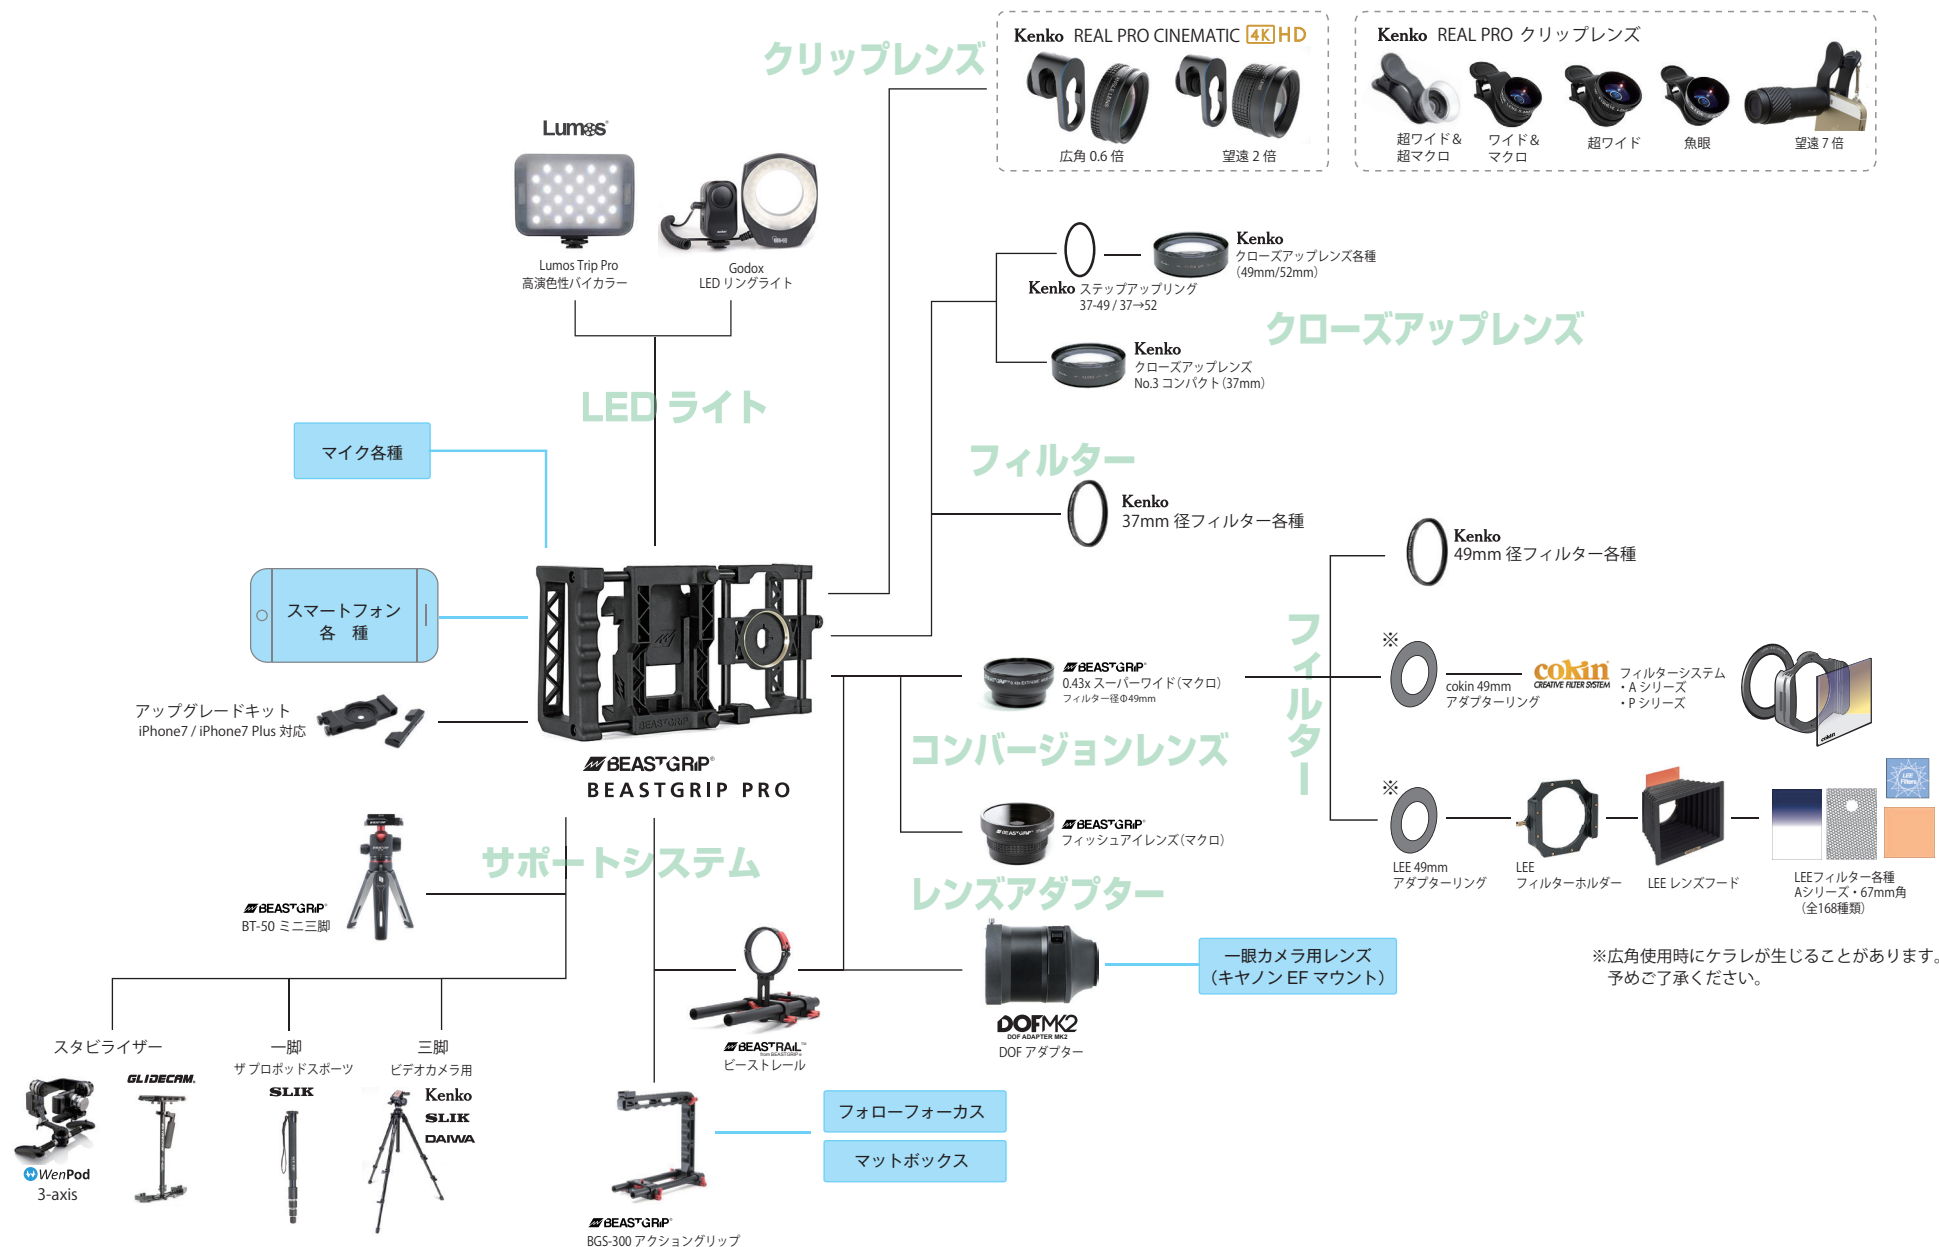 クリップレンズ
Kenko REAL PRO CINEMATIC 4K HD
広角 0.6 倍
望遠 2 倍
Kenko REAL PRO クリップレンズ
超ワイド＆
超マクロ
ワイド＆
マクロ
超ワイド
魚眼
望遠 7 倍
Lumos
Lumos Trip Pro
高演色性バイカラー
Godox
LED リングライト
LED ライト
Kenko
クローズアップレンズ各種
（49mm/52mm）
Kenko ステップアップリング
37-49 / 37→52
クローズアップレンズ
Kenko
クローズアップレンズ
No.3 コンパクト（37mm）
フィルター
Kenko
37mm 径フィルター各種
マイク各種
スマートフォン
各　種
アップグレードキット
iPhone7 / iPhone7 Plus 対応
BEASTGRIP
BEASTGRIP®
BEASTGRIP PRO
BEASTGRIP®
0.43x スーパーワイド（マクロ）
フィルター径Φ49mm
コンバージョンレンズ
BEASTGRIP®
フィッシュアイレンズ（マクロ）
フィルター
Kenko
49mm 径フィルター各種
※
cokin 49mm
アダプターリング
cokin
CREATIVE FILTER SYSTEM
フィルターシステム
・A シリーズ
・P シリーズ
cokin
※
LEE 49mm
アダプターリング
LEE
フィルターホルダー
LEE レンズフード
LEE
Filters
LEEフィルター各種
Aシリーズ・67mm角
（全168種類）
※広角使用時にケラレが生じることがあります。
予めご了承ください。
サポートシステム
BEASTGRIP®
BT-50 ミニ三脚
スタビライザー
GLIDECAM.
WenPod
3-axis
一脚
ザ プロポッドスポーツ
SLIK
三脚
ビデオカメラ用
Kenko
SLIK
DAIWA
BEASTRAIL™
from BEASTGRIP®
ビーストレール
レンズアダプター
DOFMK2
DOF ADAPTER MK2
DOF アダプター
一眼カメラ用レンズ
（キヤノン EF マウント）
フォローフォーカス
マットボックス
BEASTGRIP®
BGS-300 アクショングリップ